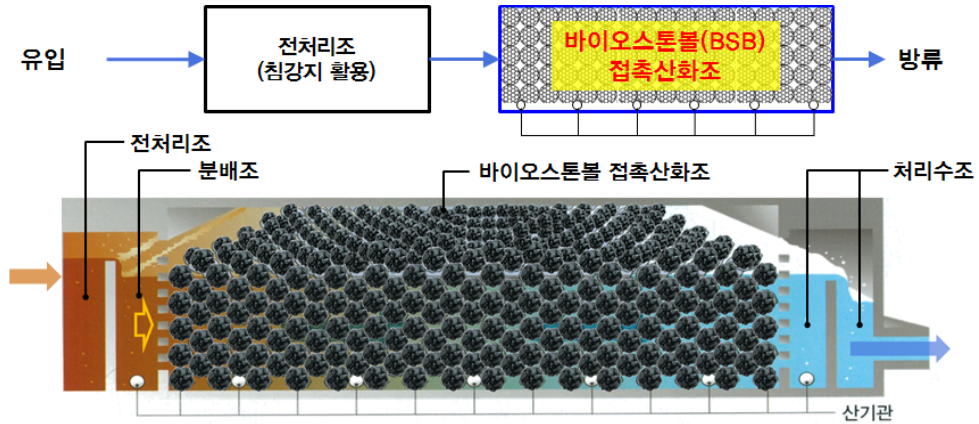 유입
전처리조
(침강지 활용)
바이오스톤볼(BSB)
접촉산화조
방류
전처리조
분배조
바이오스톤볼 접촉산화조
처리수조
산기관